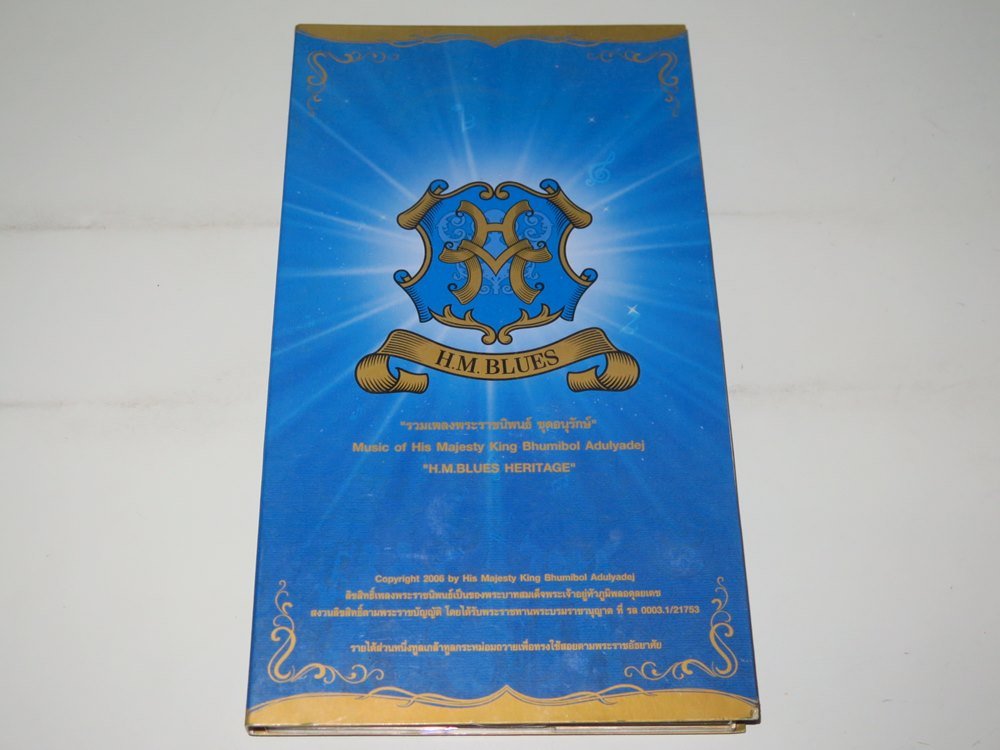 HM
H.M. BLUES
"รวมเพลงพระราชนิพนธ์ ชุดอนุรักษ์"
Music of His Majesty King Bhumibol Adulyadej
"H.M.BLUES HERITAGE"
Copyright 2006 by His Majesty King Bhumibol Adulyadej
ลิขสิทธิ์เพลงพระราชนิพนธ์เป็นของพระบาทสมเด็จพระเจ้าอยู่หัวภูมิพลอดุลยเดช
สงวนลิขสิทธิ์ตามพระราชบัญญัติ โดยได้รับพระราชทานพระบรมราชานุญาต ที่ รล 0003.1/21753
รายได้ส่วนหนึ่งทูลเกล้าทูลกระหม่อมถวายเพื่อทรงใช้สอยตามพระราชอัธยาศัย